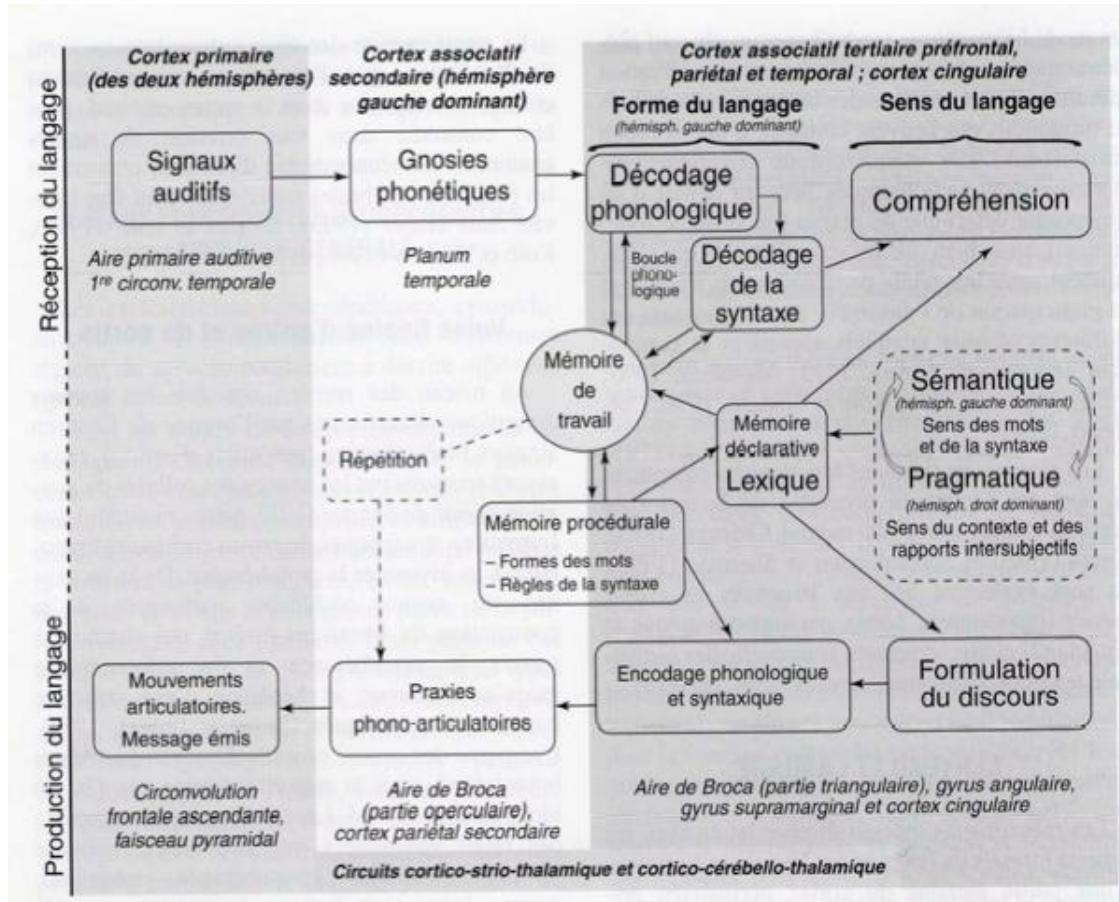 Cortex primaire
(des deux hémisphères)
Cortex associatif
secondaire (hémisphère
gauche dominant)
Cortex associatif tertiaire préfrontal,
pariétal et temporal ; cortex cingulaire
Forme du langage
(hémisph. gauche dominant)
Sens du langage
Réception du langage
Signaux
auditifs
Gnosies
phonétiques
Décodage
phonologique
Compréhension
Aire primaire auditive
1re circonv. temporale
Planum
temporale
Boucle
phono-
logique
Décodage
de la
syntaxe
Mémoire
de
travail
Répétition
Mémoire
déclarative
Lexique
Sémantique
(hémisph. gauche dominant)
Sens des mots
et de la syntaxe
Pragmatique
(hémisph. droit dominant)
Sens du contexte et des
rapports intersubjectifs
Mémoire procédurale
– Formes des mots
– Règles de la syntaxe
Production du langage
Mouvements
articulatoires.
Message émis
Praxies
phono-articulatoires
Encodage phonologique
et syntaxique
Formulation
du discours
Circonvolution
frontale ascendante,
faisceau pyramidal
Aire de Broca
(partie operculaire),
cortex pariétal secondaire
Aire de Broca (partie triangulaire), gyrus angulaire,
gyrus supramarginal et cortex cingulaire
Circuits cortico-strio-thalamique et cortico-cérébello-thalamique